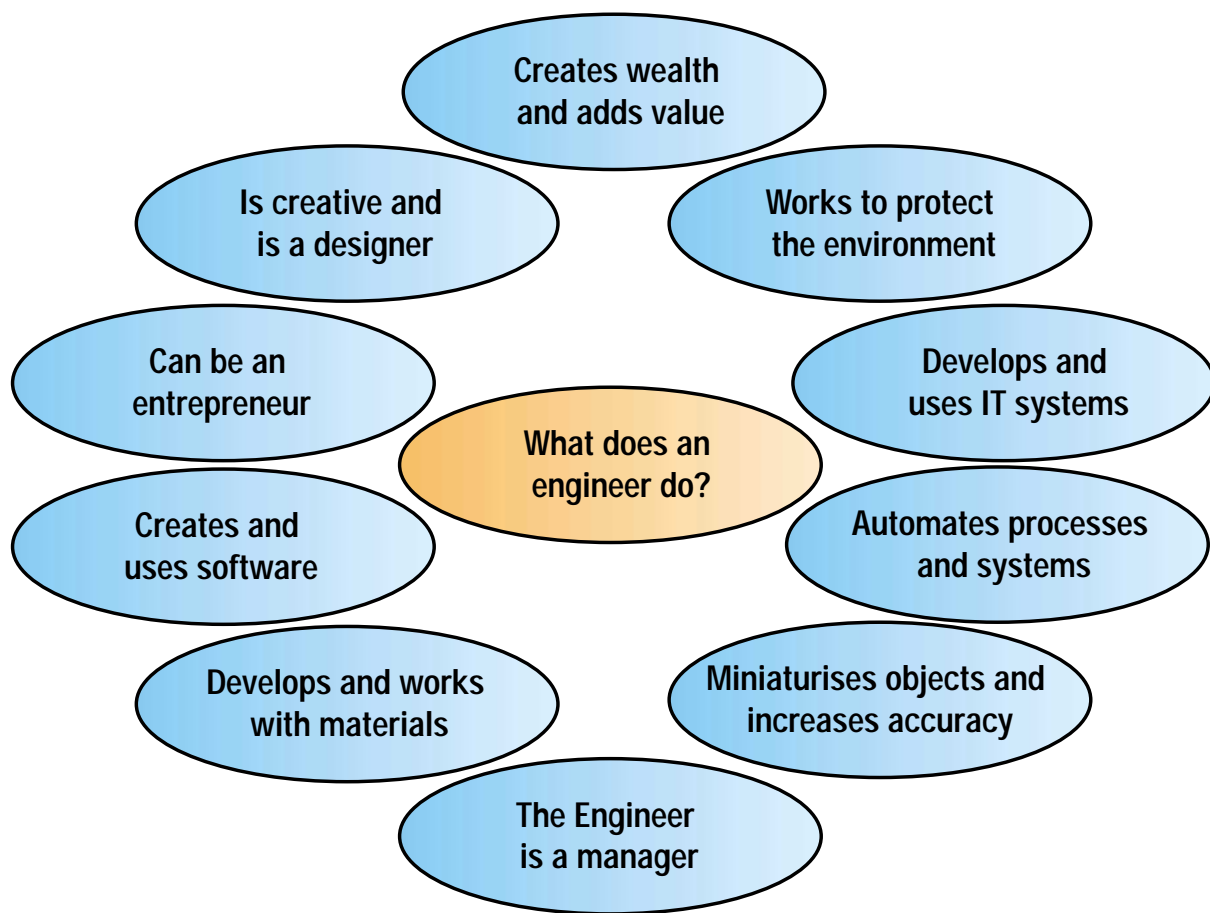 Creates wealth
and adds value
Is creative and
is a designer
Works to protect
the environment
Can be an
entrepreneur
Develops and
uses IT systems
What does an
engineer do?
Creates and
uses software
Automates processes
and systems
Develops and works
with materials
Miniaturises objects and
increases accuracy
The Engineer
is a manager